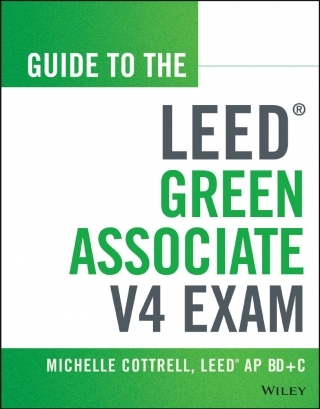 GUIDE TO THE
LEED®
GREEN
ASSOCIATE
V4 EXAM
MICHELLE COTTRELL, LEED® AP BD+C
WILEY